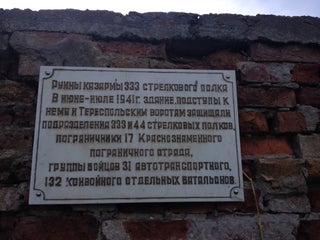 Руины казармы 333 стрелкового полка
В июне-июле 1941г. здание, подступы к
нему и Тереспольским воротам защищали
подразделения 333 и 44 стрелковых полков,
пограничники 17 Краснознаменного
пограничного отряда,
группы бойцов 31 автотранспортного,
132 конвойного отдельных батальонов.